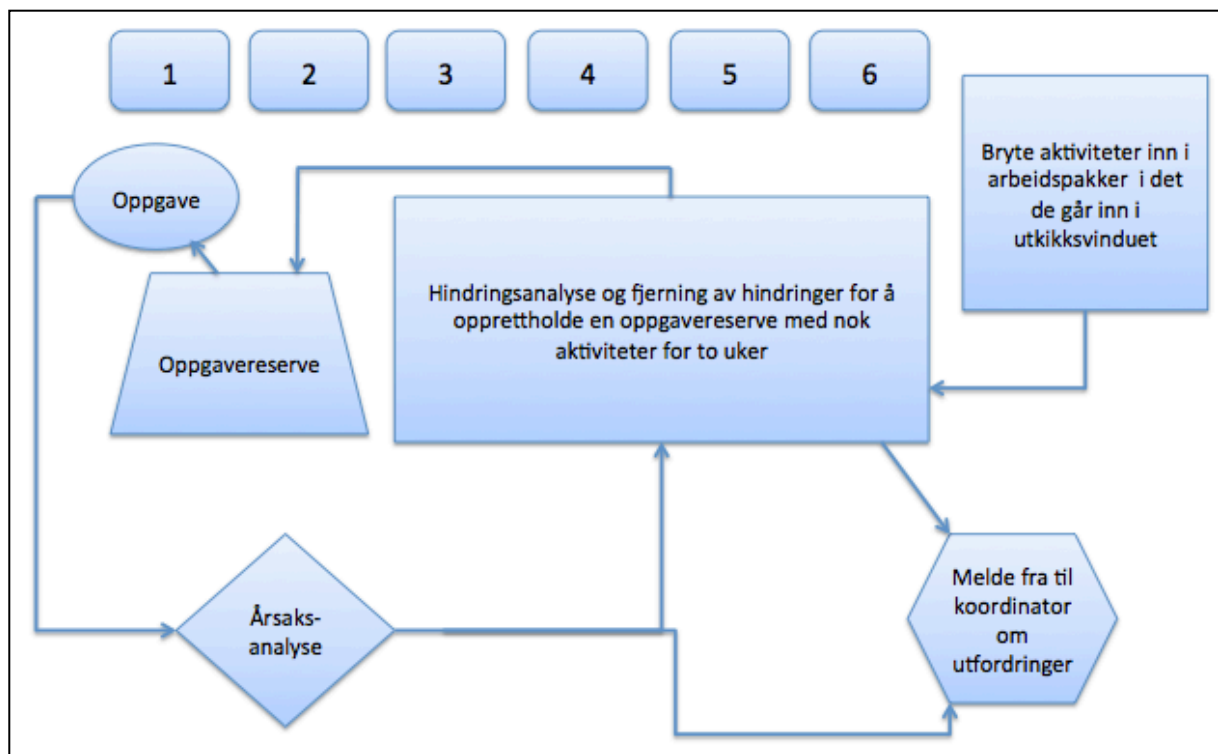 1 2 3 4 5 6
Bryte aktiviteter inn i
arbeidspakker i det
de går inn i
utkikksvinduet
Oppgave
Hindringsanalyse og fjerning av hindringer for å
opprettholde en oppgavereserve med nok
aktiviteter for to uker
Oppgavereserve
Årsaks-
analyse
Melde fra til
koordinator
om
utfordringer